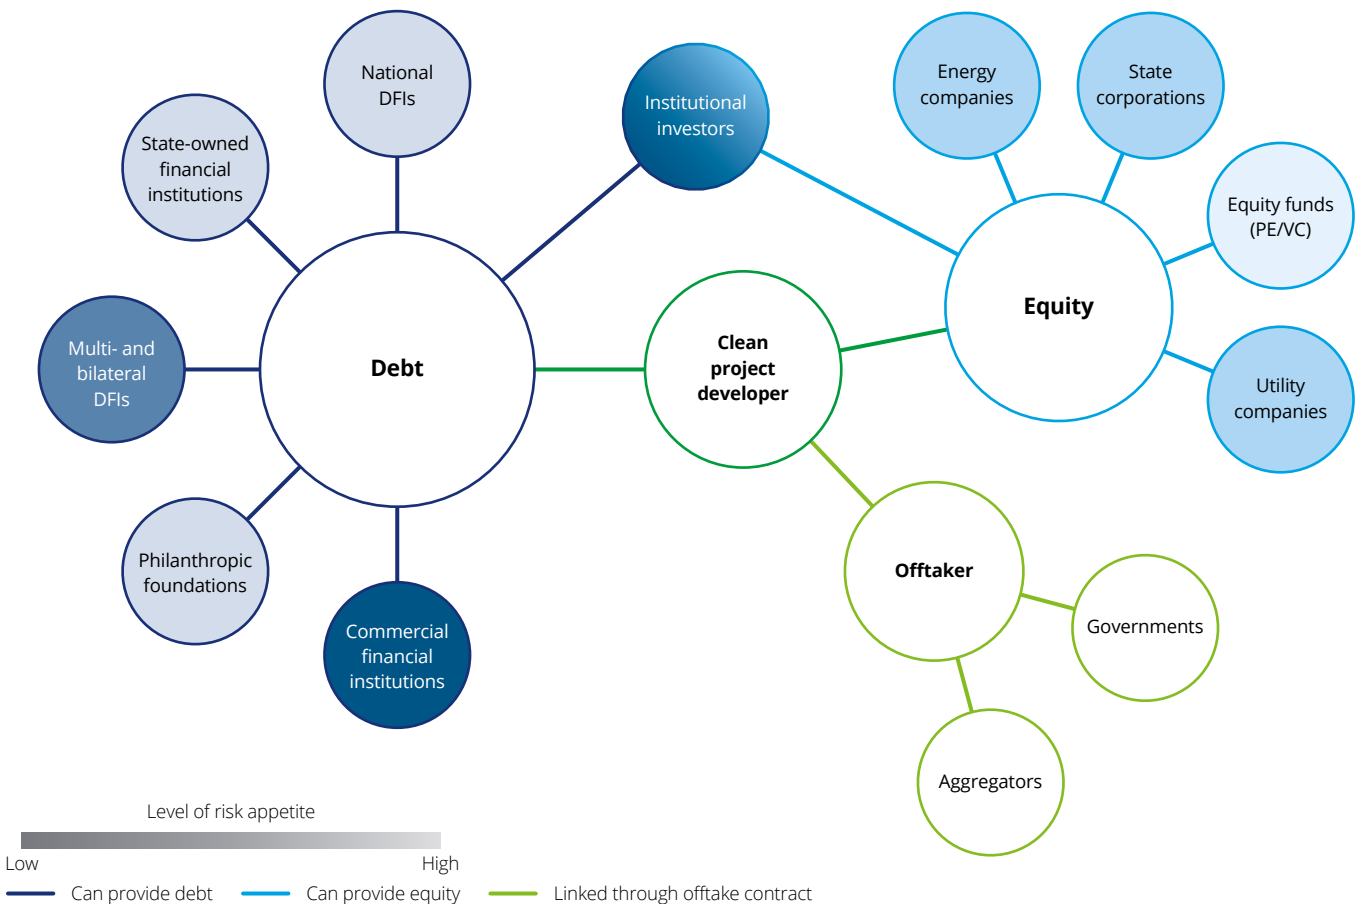 National
DFIs
Institutional
investors
Energy
companies
State
corporations
State-owned
financial
institutions
Equity funds
(PE/VC)
Equity
Debt
Clean
project
developer
Multi- and
bilateral
DFIs
Utility
companies
Philanthropic
foundations
Offtaker
Commercial
financial
institutions
Governments
Aggregators
Level of risk appetite
Low
High
Can provide debt
Can provide equity
Linked through offtake contract